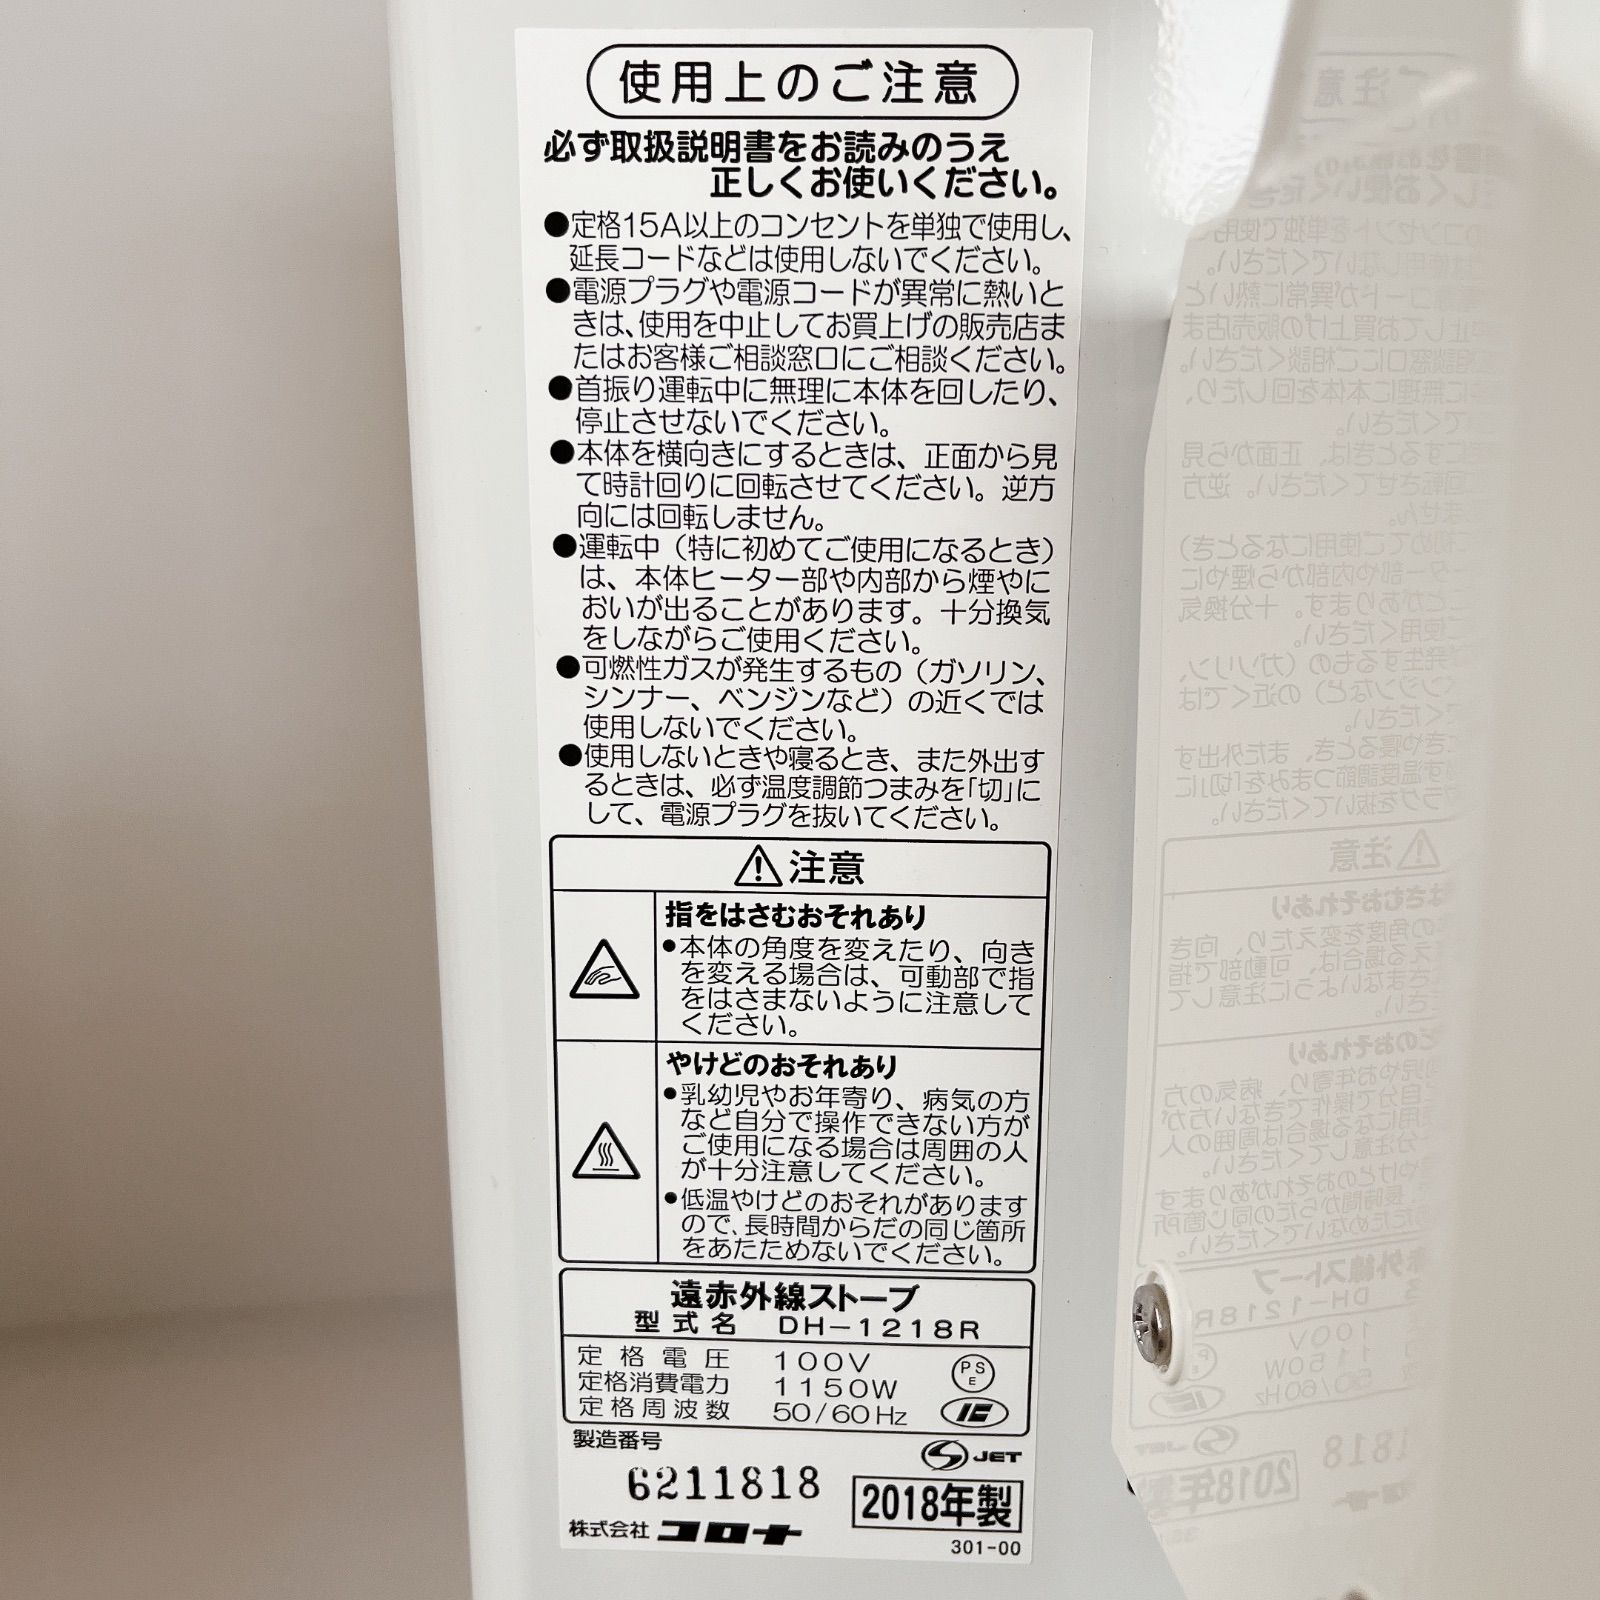 使用上のご注意
必ず取扱説明書をお読みのうえ
正しくお使いください。
●定格15A以上のコンセントを単独で使用し、
延長コードなどは使用しないでください。
●電源プラグや電源コードが異常に熱いと
きは、使用を中止してお買上げの販売店ま
たはお客様ご相談窓口にご相談ください。
●首振り運転中に無理に本体を回したり、
停止させないでください。
●本体を横向きにするときは、正面から見
て時計回りに回転させてください。逆方
向には回転しません。
●運転中（特に初めてご使用になるとき）
は、本体ヒーター部や内部から煙やに
おいが出ることがあります。十分換気
をしながらご使用ください。
●可燃性ガスが発生するもの（ガソリン、
シンナー、ベンジンなど）の近くでは
使用しないでください。
●使用しないときや寝るとき、また外出す
るときは、必ず温度調節つまみを「切」に
して、電源プラグを抜いてください。
注意
指をはさむおそれあり
●本体の角度を変えたり、向き
を変える場合は、可動部で指
をはさまないように注意して
ください。
やけどのおそれあり
●乳幼児やお年寄り、病気の方
など自分で操作できない方が
ご使用になる場合は周囲の人
が十分注意してください。
●低温やけどのおそれがあります
ので、長時間からだの同じ箇所
をあたためないでください。
遠赤外線ストーブ
型式名 DH-1218R
定格電圧 100V
定格消費電力 1150W
定格周波数 50/60Hz
PS
E
製造番号
JET
6211818
2018年製
株式会社 コロナ
301-00